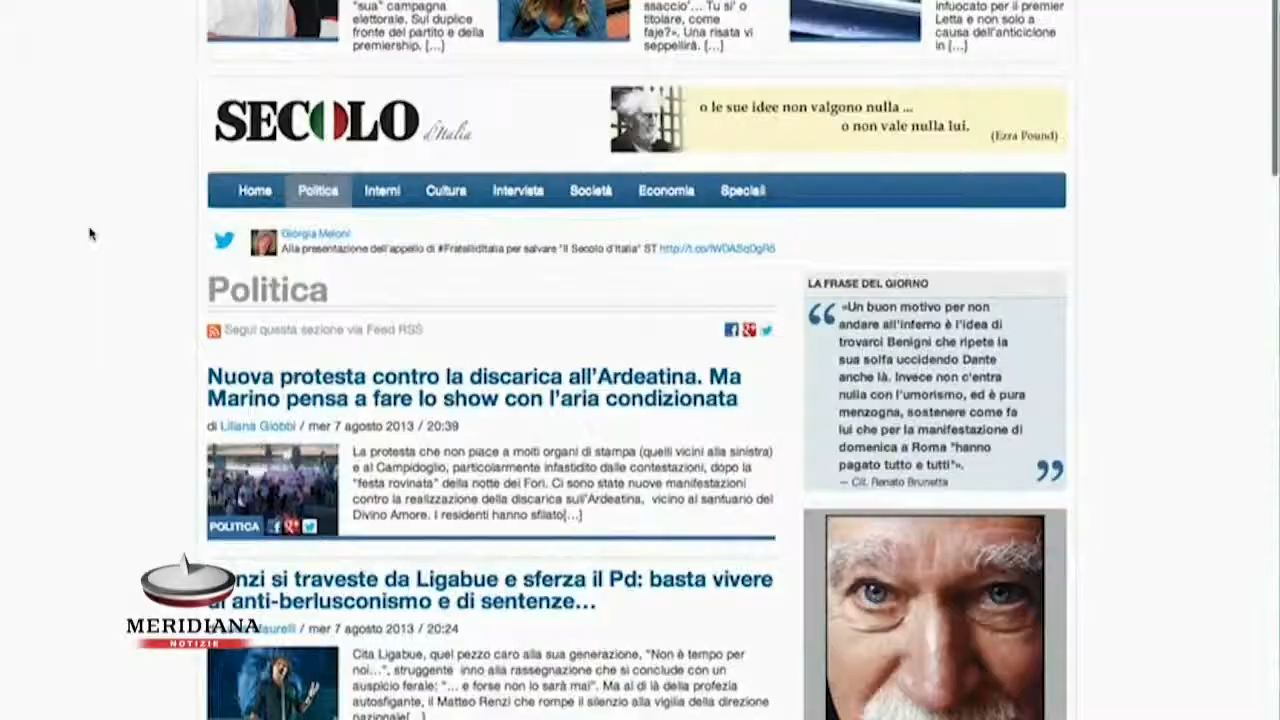 "sua" campagna
elettorale. Sul duplice
fronte del partito e della
premiership. [...]
ssaccio'... Tu si' o
titolare, come
faje?». Una risata vi
seppellirà. [...]
infuocato per il premier
Letta e non solo a
causa dell'anticiclone
in [...]
SECOLO d'Italia
o le sue idee non valgono nulla ...
o non vale nulla lui.
(Ezra Pound)
Home Politica Interni Cultura Intervista Società Economia Speciali
Giorgia Meloni
Alla presentazione dell'appello di #FratellidItalia per salvare "Il Secolo d'Italia" ST
Politica
Segui questa sezione via Feed RSS
Nuova protesta contro la discarica all'Ardeatina. Ma
Marino pensa a fare lo show con l'aria condizionata
di Liliana Giobbi / mer 7 agosto 2013 / 20:39
La protesta che non piace a molti organi di stampa (quelli vicini alla sinistra)
e al Campidoglio, particolarmente infastidito dalle contestazioni, dopo la
"festa rovinata" della notte dei Fori. Ci sono state nuove manifestazioni
contro la realizzazione della discarica sull'Ardeatina, vicino al santuario del
Divino Amore. I residenti hanno sfilato[...]
POLITICA
nzi si traveste da Ligabue e sferza il Pd: basta vivere
di anti-berlusconismo e di sentenze...
aurelli / mer 7 agosto 2013 / 20:24
Cita Ligabue, quel pezzo caro alla sua generazione, "Non è tempo per
noi...", struggente inno alla rassegnazione che si conclude con un
auspicio ferale: "... e forse non lo sarà mai". Ma al di là della profezia
autosfigante, il Matteo Renzi che rompe il silenzio alla vigilia della direzione
nazionale[...]
LA FRASE DEL GIORNO
«Un buon motivo per non
andare all'inferno è l'idea di
trovarci Benigni che ripete la
sua solfa uccidendo Dante
anche là. Invece non c'entra
nulla con l'umorismo, ed è pura
menzogna, sostenere come fa
lui che per la manifestazione di
domenica a Roma "hanno
pagato tutto e tutti"».
— Cit. Renato Brunetta
MERIDIANA
NOTIZIE